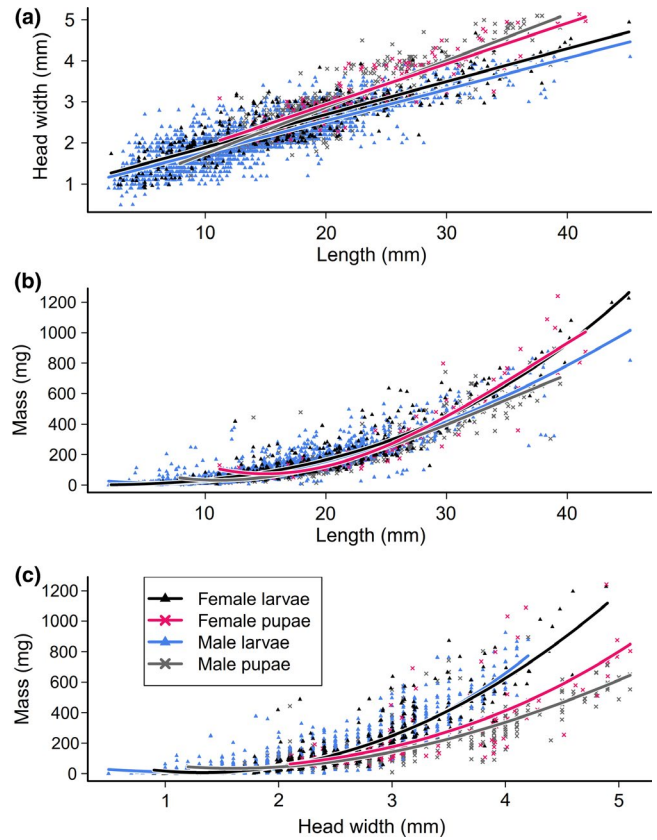 (a)
5
4
3
2
1
Head width (mm)
10 20 30 40
Length (mm)
(b)
1200
1000
800
600
400
200
0
Mass (mg)
10 20 30 40
Length (mm)
(c)
1200
1000
800
600
400
200
0
Mass (mg)
Female larvae
Female pupae
Male larvae
Male pupae
1 2 3 4 5
Head width (mm)